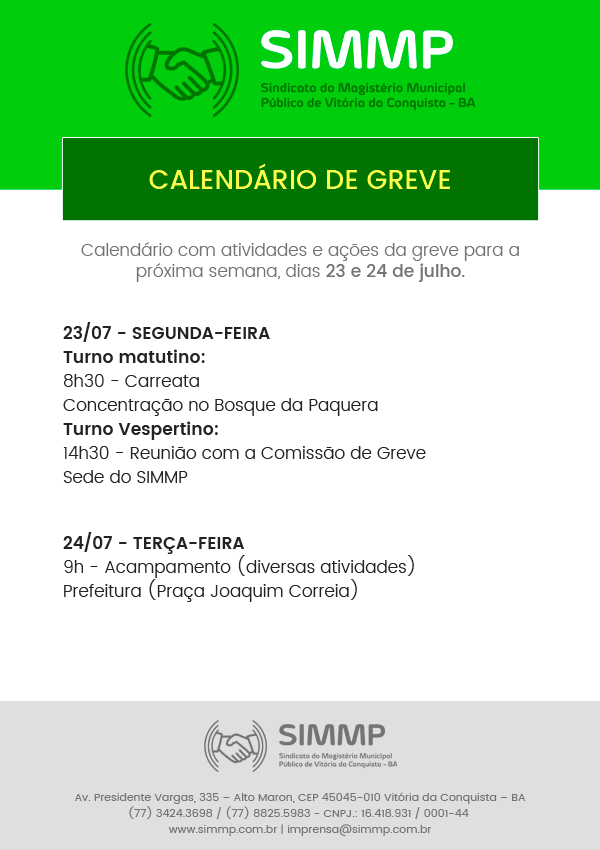 SIMMP
Sindicato do Magistério Municipal
Público de Vitória da Conquista - BA
CALENDÁRIO DE GREVE
Calendário com atividades e ações da greve para a
próxima semana, dias 23 e 24 de julho.
23/07 - SEGUNDA-FEIRA
Turno matutino:
8h30 - Carreata
Concentração no Bosque da Paquera
Turno Vespertino:
14h30 - Reunião com a Comissão de Greve
Sede do SIMMP
24/07 - TERÇA-FEIRA
9h - Acampamento (diversas atividades)
Prefeitura (Praça Joaquim Correia)
SIMMP
Sindicato do Magistério Municipal
Público de Vitória da Conquista - BA
Av. Presidente Vargas, 335 – Alto Maron, CEP 45045-010 Vitória da Conquista – BA
(77) 3424.3698 / (77) 8825.5983 - CNPJ.: 16.418.931 / 0001-44
www.simmp.com.br | imprensa@simmp.com.br